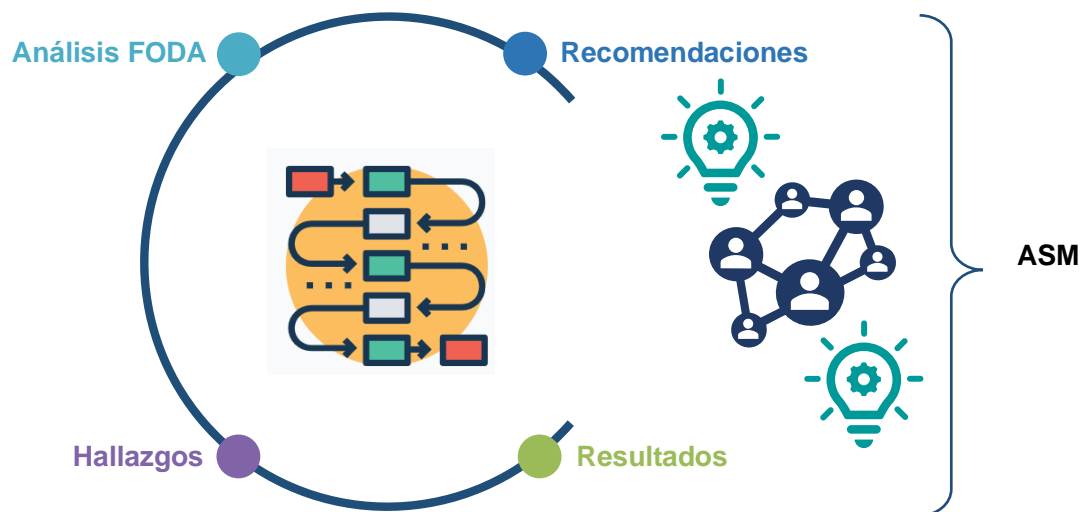 Análisis FODA
Recomendaciones
ASM
Hallazgos
Resultados